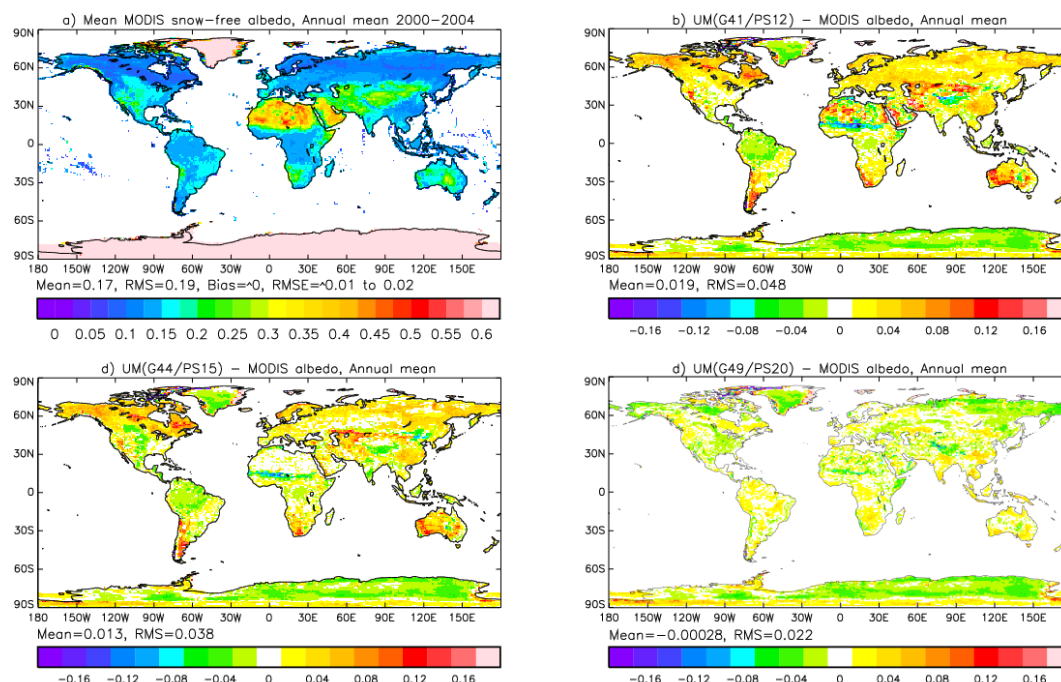 a) Mean MODIS snow-free albedo, Annual mean 2000-2004
90N
60N
30N
0
30S
60S
90S
180 150W 120W 90W 60W 30W 0 30E 60E 90E 120E 150E
Mean=0.17, RMS=0.19, Bias=^0, RMSE=^0.01 to 0.02
0 0.05 0.1 0.15 0.2 0.25 0.3 0.35 0.4 0.45 0.5 0.55 0.6
b) UM(G41/PS12) - MODIS albedo, Annual mean
90N
60N
30N
0
30S
60S
90S
180 150W 120W 90W 60W 30W 0 30E 60E 90E 120E 150E
Mean=0.019, RMS=0.048
-0.16 -0.12 -0.08 -0.04 0 0.04 0.08 0.12 0.16
d) UM(G44/PS15) - MODIS albedo, Annual mean
90N
60N
30N
0
30S
60S
90S
180 150W 120W 90W 60W 30W 0 30E 60E 90E 120E 150E
Mean=0.013, RMS=0.038
-0.16 -0.12 -0.08 -0.04 0 0.04 0.08 0.12 0.16
d) UM(G49/PS20) - MODIS albedo, Annual mean
90N
60N
30N
0
30S
60S
90S
180 150W 120W 90W 60W 30W 0 30E 60E 90E 120E 150E
Mean=-0.00028, RMS=0.022
-0.16 -0.12 -0.08 -0.04 0 0.04 0.08 0.12 0.16